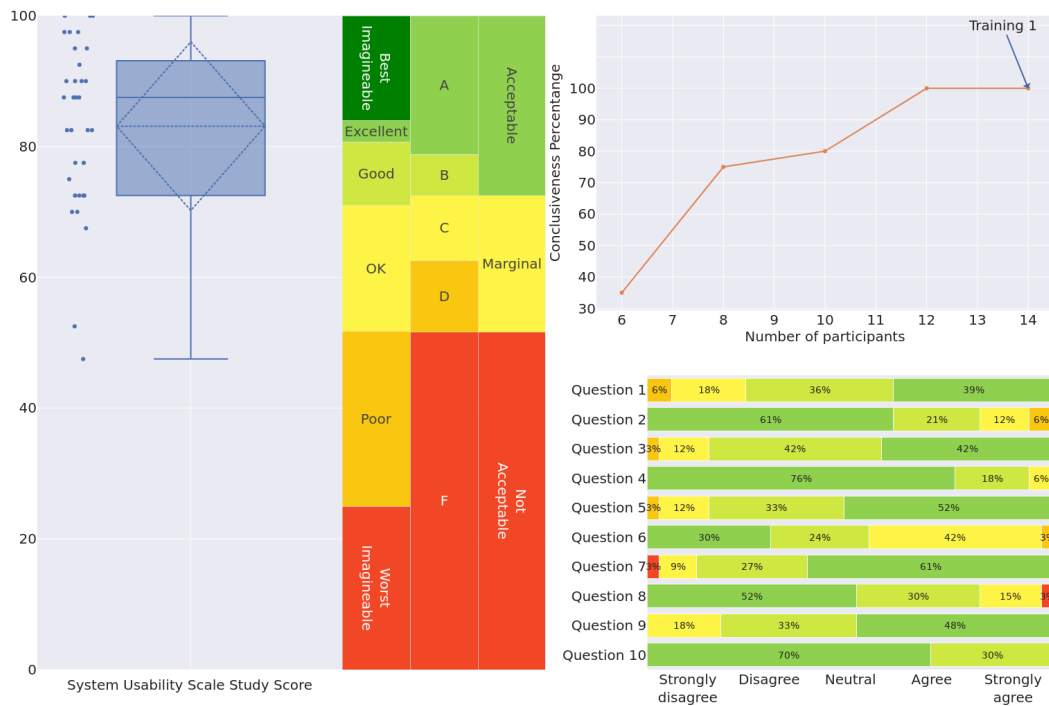 100
80
60
40
20
0
System Usability Scale Study Score
Best
Imagineable
Excellent
Good
OK
Poor
Worst
Imagineable
A
B
C
D
F
Acceptable
Marginal
Not
Acceptable
Training 1
Conclusiveness Percentange
100
90
80
70
60
50
40
30
6 7 8 9 10 11 12 13 14
Number of participants
Question 1 6% 18% 36% 39%
Question 2 61% 21% 12% 6%
Question 3 3% 12% 42% 42%
Question 4 76% 18% 6%
Question 5 3% 12% 33% 52%
Question 6 30% 24% 42% 3%
Question 7 3% 9% 27% 61%
Question 8 52% 30% 15% 3%
Question 9 18% 33% 48%
Question 10 70% 30%
Strongly disagree Disagree Neutral Agree Strongly agree